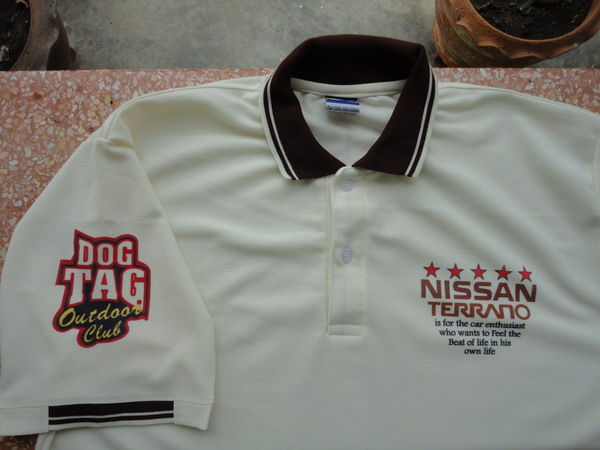 DOG
TAG
Outdoor
Club
NISSAN
TERRANO
is for the car enthusiast
who wants to Feel the
Beat of life in his
own life